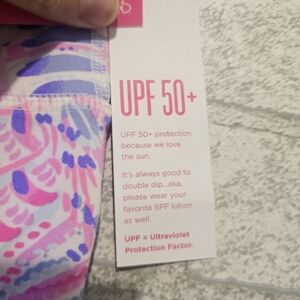 UPF 50+
UPF 50+ protection
because we love
the sun.
It's always good to
double dip...aka,
please wear your
favorite SPF lotion
as well.
UPF = Ultraviolet
Protection Factor.